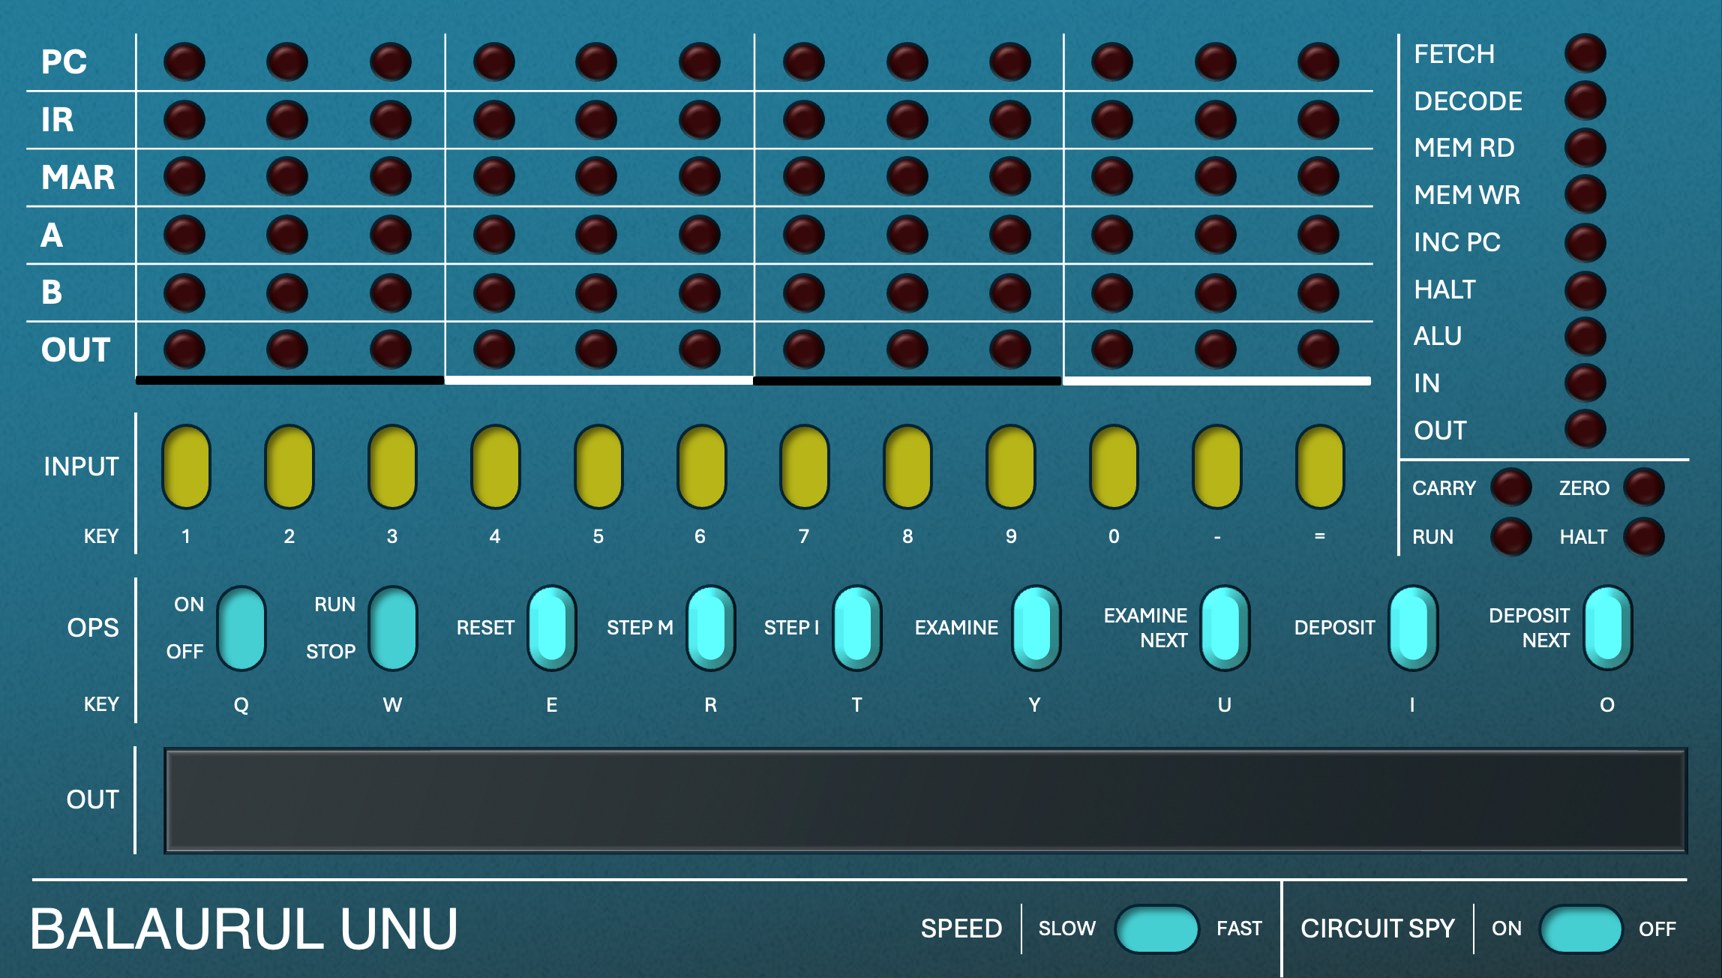 PC
IR
MAR
A
B
OUT
FETCH
DECODE
MEM RD
MEM WR
INC PC
HALT
ALU
IN
OUT
CARRY ZERO
RUN HALT
INPUT
KEY 1 2 3 4 5 6 7 8 9 0 - =
OPS
ON
OFF
RUN
STOP
RESET
STEP M
STEP I
EXAMINE
EXAMINE
NEXT
DEPOSIT
DEPOSIT
NEXT
KEY Q W E R T Y U I O
OUT
BALAURUL UNU
SPEED SLOW FAST
CIRCUIT SPY ON OFF